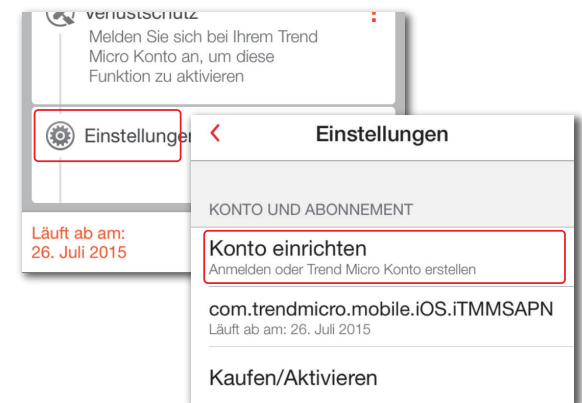 Verlustschutz
Melden Sie sich bei Ihrem Trend
Micro Konto an, um diese
Funktion zu aktivieren
Einstellungen
Läuft ab am:
26. Juli 2015
Einstellungen
KONTO UND ABONNEMENT
Konto einrichten
Anmelden oder Trend Micro Konto erstellen
com.trendmicro.mobile.iOS.iTMMSAPN
Läuft ab am: 26. Juli 2015
Kaufen/Aktivieren